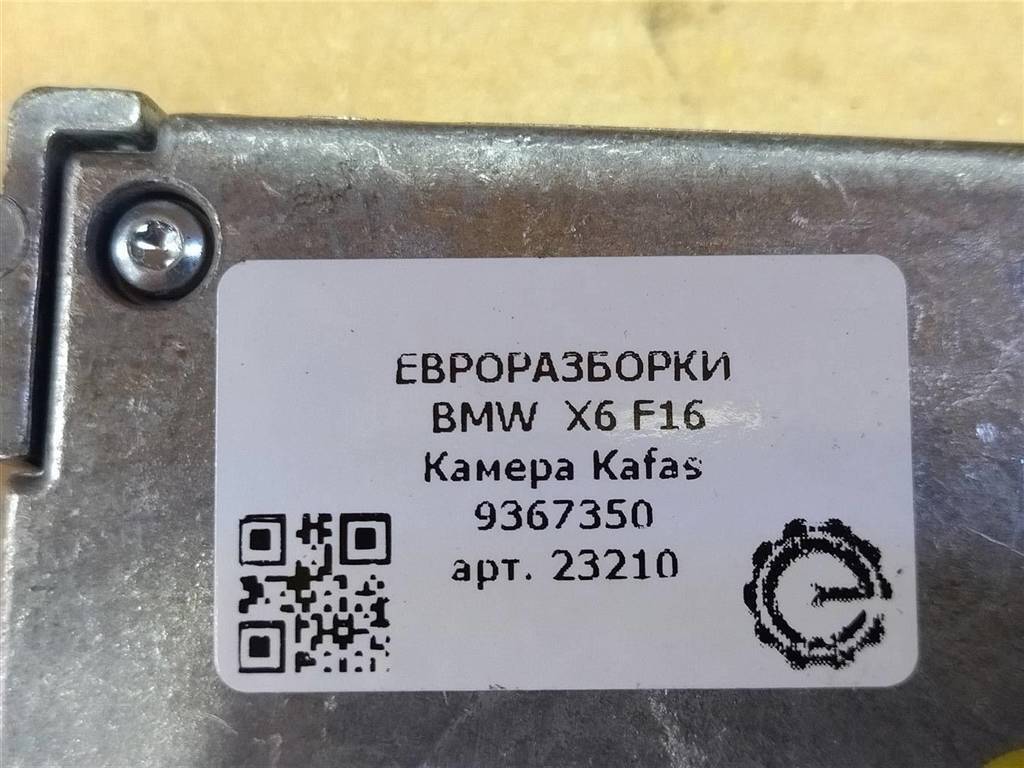 ЕВРОРАЗБОРКИ
BMW X6 F16
Камера Kafas
9367350
арт. 23210